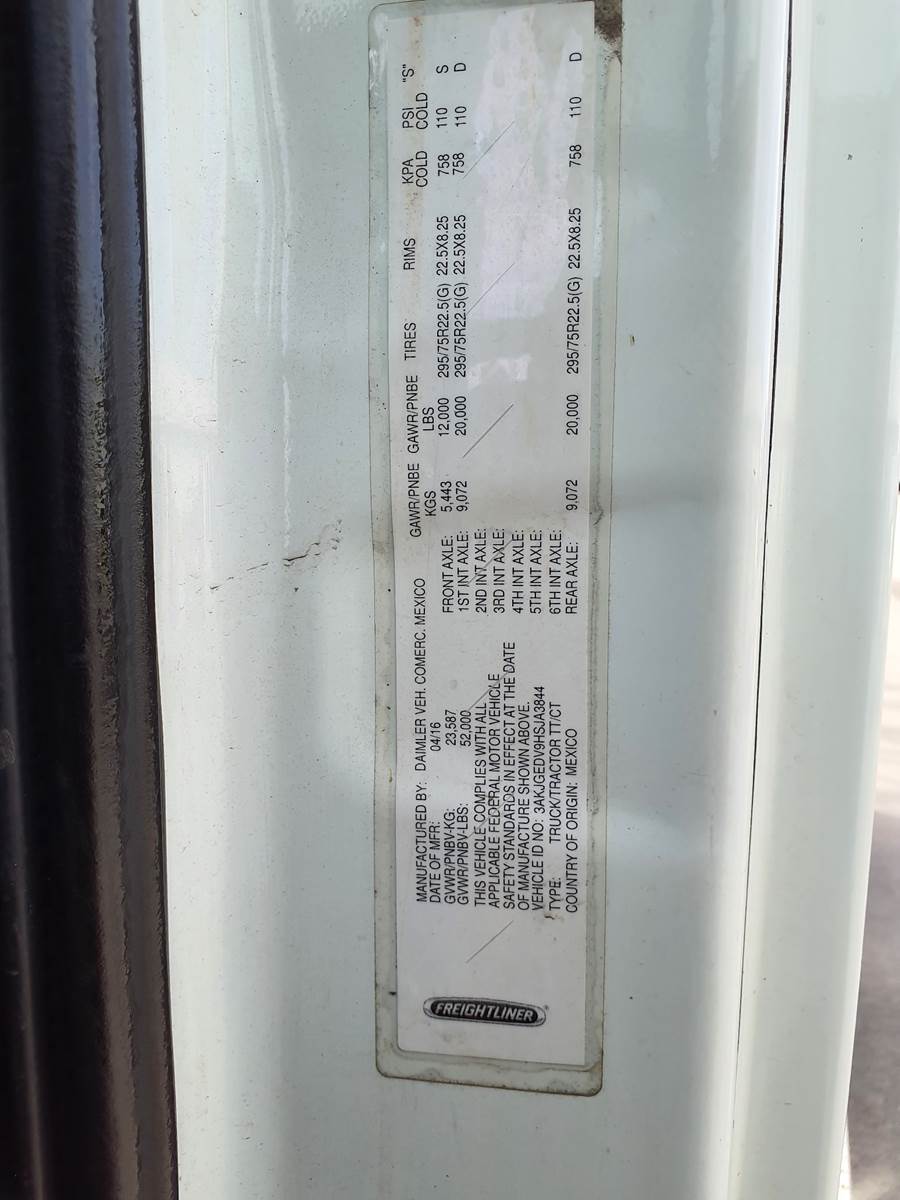 FREIGHTLINER
MANUFACTURED BY: DAIMLER VEH. COMERC. MEXICO
DATE OF MFR: 04/16
GVWR/PNBV-KG: 23,587
GVWR/PNBV-LBS: 52,000
THIS VEHICLE COMPLIES WITH ALL
APPLICABLE FEDERAL MOTOR VEHICLE
SAFETY STANDARDS IN EFFECT AT THE DATE
OF MANUFACTURE SHOWN ABOVE.
VEHICLE ID NO: 3AKJGEDV9HSJA3844
TYPE: TRUCK/TRACTOR TT/CT
COUNTRY OF ORIGIN: MEXICO
GAWR/PNBE GAWR/PNBE TIRES RIMS KPA PSI "S"
KGS LBS COLD COLD
FRONT AXLE: 5,443 12,000 295/75R22.5(G) 22.5X8.25 758 110 S
1ST INT AXLE: 9,072 20,000 295/75R22.5(G) 22.5X8.25 758 110 D
2ND INT AXLE:
3RD INT AXLE:
4TH INT AXLE:
5TH INT AXLE:
6TH INT AXLE:
REAR AXLE: 9,072 20,000 295/75R22.5(G) 22.5X8.25 758 110 D